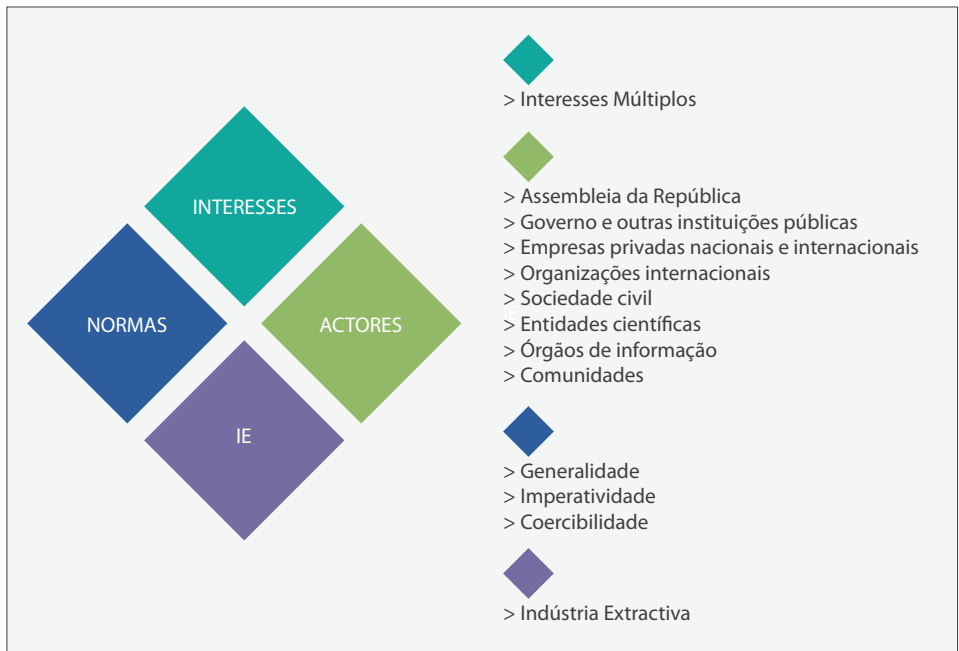 INTERESSES
NORMAS
ACTORES
IE
> Interesses Múltiplos
> Assembleia da República
> Governo e outras instituições públicas
> Empresas privadas nacionais e internacionais
> Organizações internacionais
> Sociedade civil
IE
> Entidades científicas
> Órgãos de informação
> Comunidades
> Generalidade
> Imperatividade
> Coercibilidade
> Indústria Extractiva